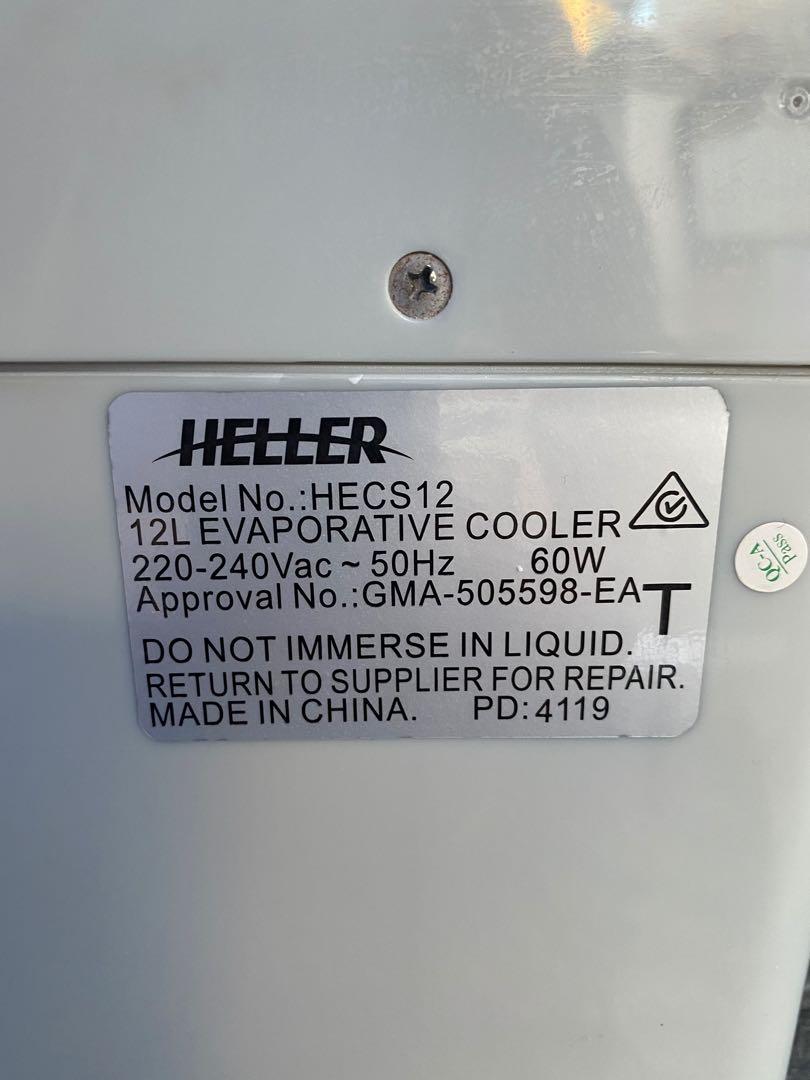 HELLER
Model No.:HECS12
12L EVAPORATIVE COOLER
220-240Vac ~ 50Hz 60W
Approval No.:GMA-505598-EA
T
DO NOT IMMERSE IN LIQUID.
RETURN TO SUPPLIER FOR REPAIR.
MADE IN CHINA. PD:4119
QC-A
Pass